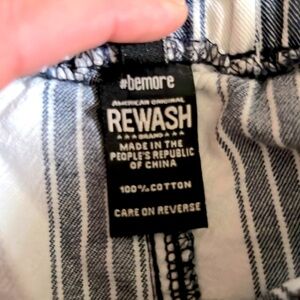 #bemore
AMERICAN ORIGINAL
REWASH
★★★ BRAND ★★★
MADE IN THE
PEOPLE'S REPUBLIC
OF CHINA
100% COTTON
CARE ON REVERSE